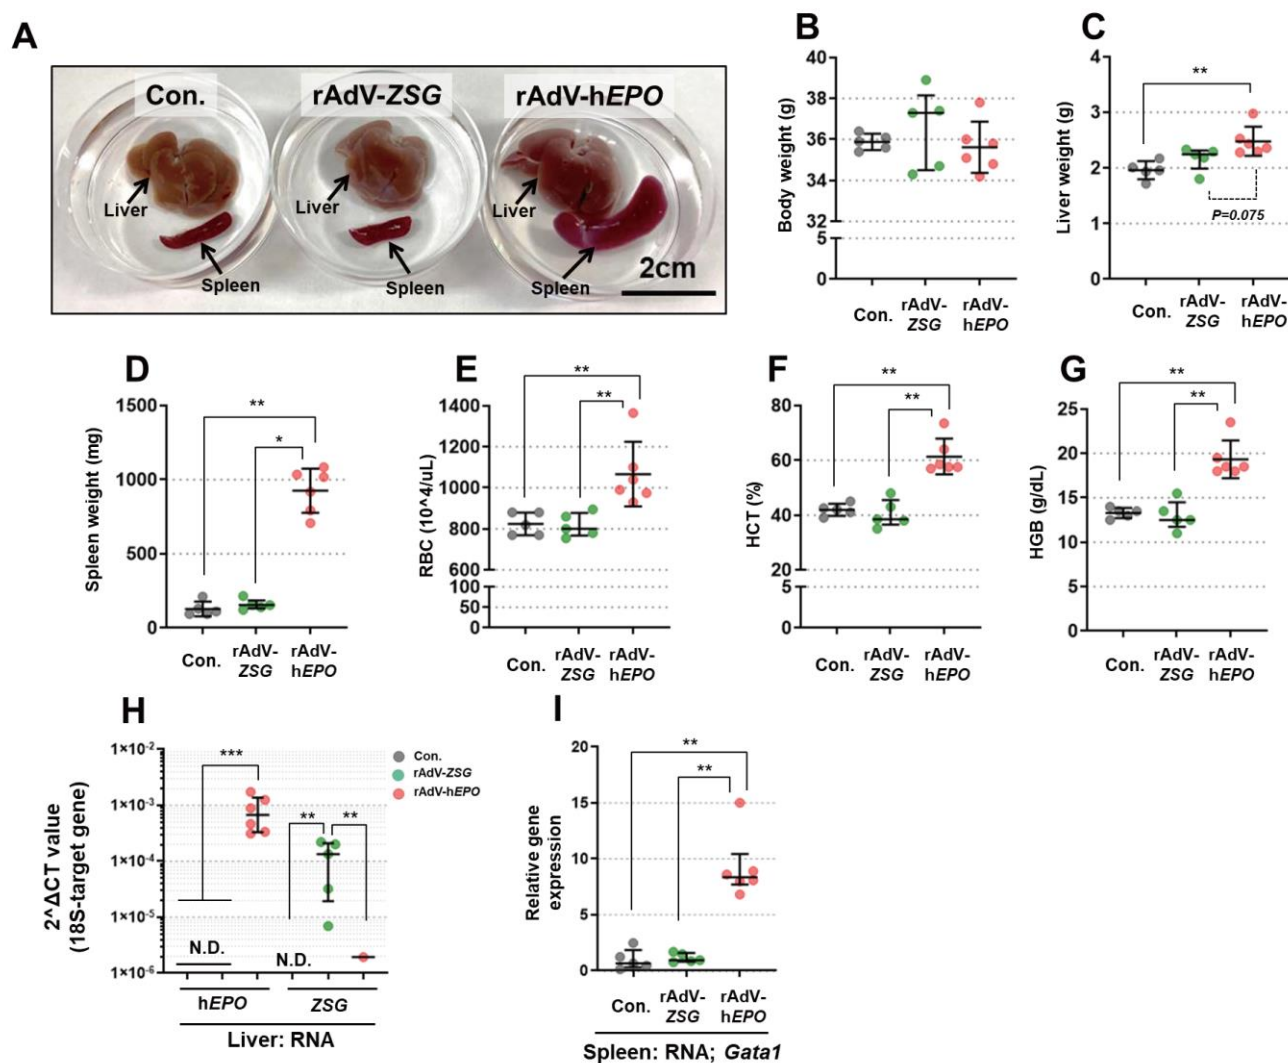 A
Con.
rAdV-ZSG
rAdV-hEPO
Liver
Liver
Liver
Spleen
Spleen
Spleen
2cm
B
Body weight (g)
40
38
36
34
32
5
0
Con.
rAdV-
ZSG
rAdV-
hEPO
C
Liver weight (g)
4
3
2
1
0
**
P=0.075
Con.
rAdV-
ZSG
rAdV-
hEPO
D
Spleen weight (mg)
1500
1000
500
0
**
*
Con.
rAdV-
ZSG
rAdV-
hEPO
E
RBC (10^4/uL)
1400
1200
1000
800
600
100
50
0
**
**
Con.
rAdV-
ZSG
rAdV-
hEPO
F
HCT (%)
80
60
40
20
5
0
**
**
Con.
rAdV-
ZSG
rAdV-
hEPO
G
HGB (g/dL)
25
20
15
10
5
0
**
**
Con.
rAdV-
ZSG
rAdV-
hEPO
H
2^ΔCT value
(18S-target gene)
1×10-2
1×10-3
1×10-4
1×10-5
1×10-6
***
**
**
N.D.
N.D.
hEPO
ZSG
Liver: RNA
Con.
rAdV-ZSG
rAdV-hEPO
I
Relative gene
expression
20
15
10
5
0
**
**
Con.
rAdV-
ZSG
rAdV-
hEPO
Spleen: RNA; Gata1